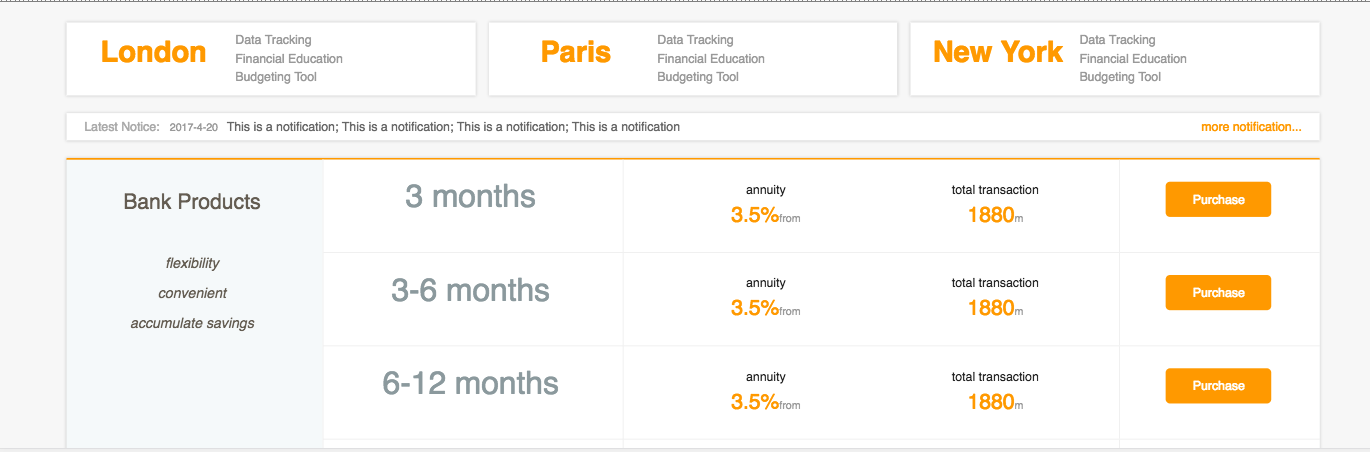 London
Data Tracking
Financial Education
Budgeting Tool
Paris
Data Tracking
Financial Education
Budgeting Tool
New York
Data Tracking
Financial Education
Budgeting Tool
Latest Notice: 2017-4-20 This is a notification; This is a notification; This is a notification; This is a notification more notification...
Bank Products
flexibility
convenient
accumulate savings
3 months
annuity
3.5%from
total transaction
1880m
Purchase
3-6 months
annuity
3.5%from
total transaction
1880m
Purchase
6-12 months
annuity
3.5%from
total transaction
1880m
Purchase